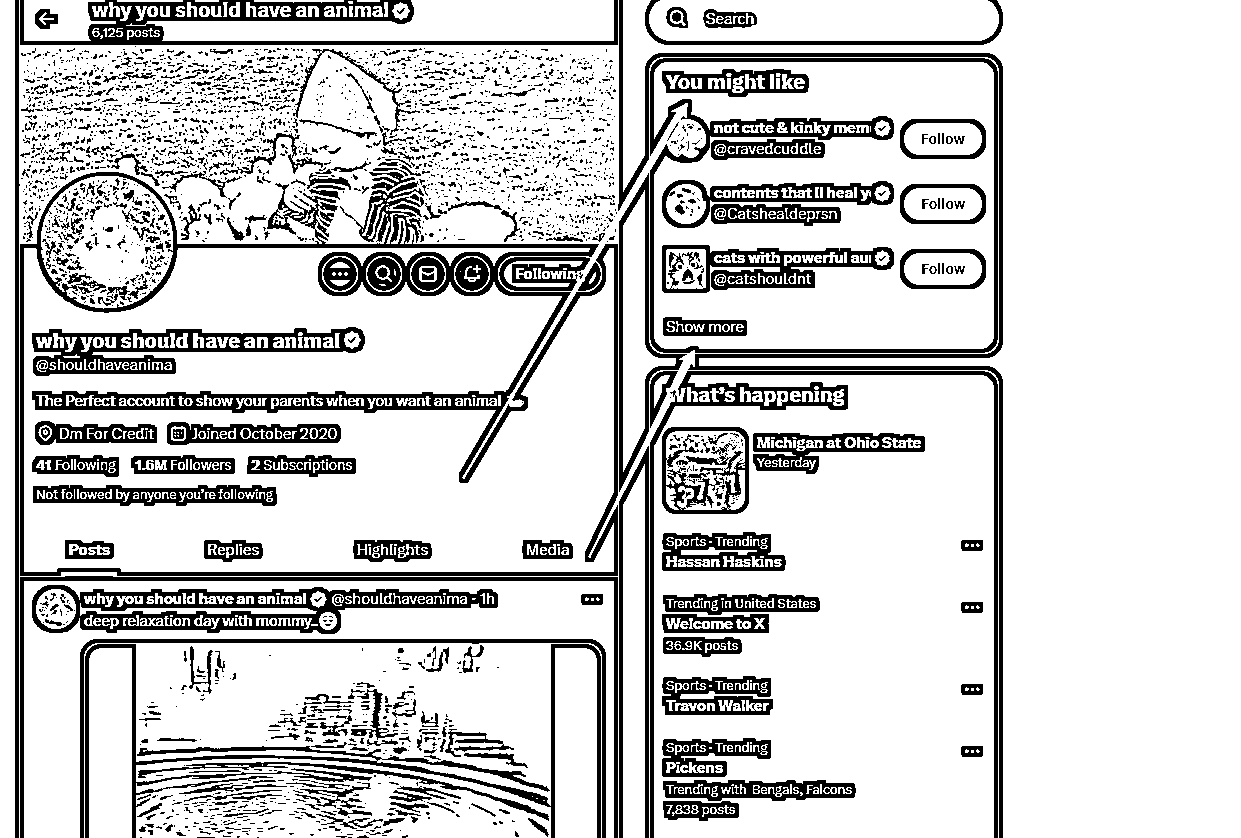 why you should have an animal
6,125 posts
Following
why you should have an animal
@shouldhaveanima
The Perfect account to show your parents when you want an animal
Dm For Credit Joined October 2020
41 Following 1.6M Followers 2 Subscriptions
Not followed by anyone you're following
Posts Replies Highlights Media
why you should have an animal @shouldhaveanima · 1h
deep relaxation day with mommy..
Search
You might like
not cute & kinky mem
@cravedcuddle
Follow
contents that ll heal y
@Catshealdeprsn
Follow
cats with powerful au
@catshouldnt
Follow
Show more
What's happening
Michigan at Ohio State
Yesterday
Sports · Trending
Hassan Haskins
Trending in United States
Welcome to X
36.9K posts
Sports · Trending
Travon Walker
Sports · Trending
Pickens
Trending with Bengals, Falcons
7,838 posts